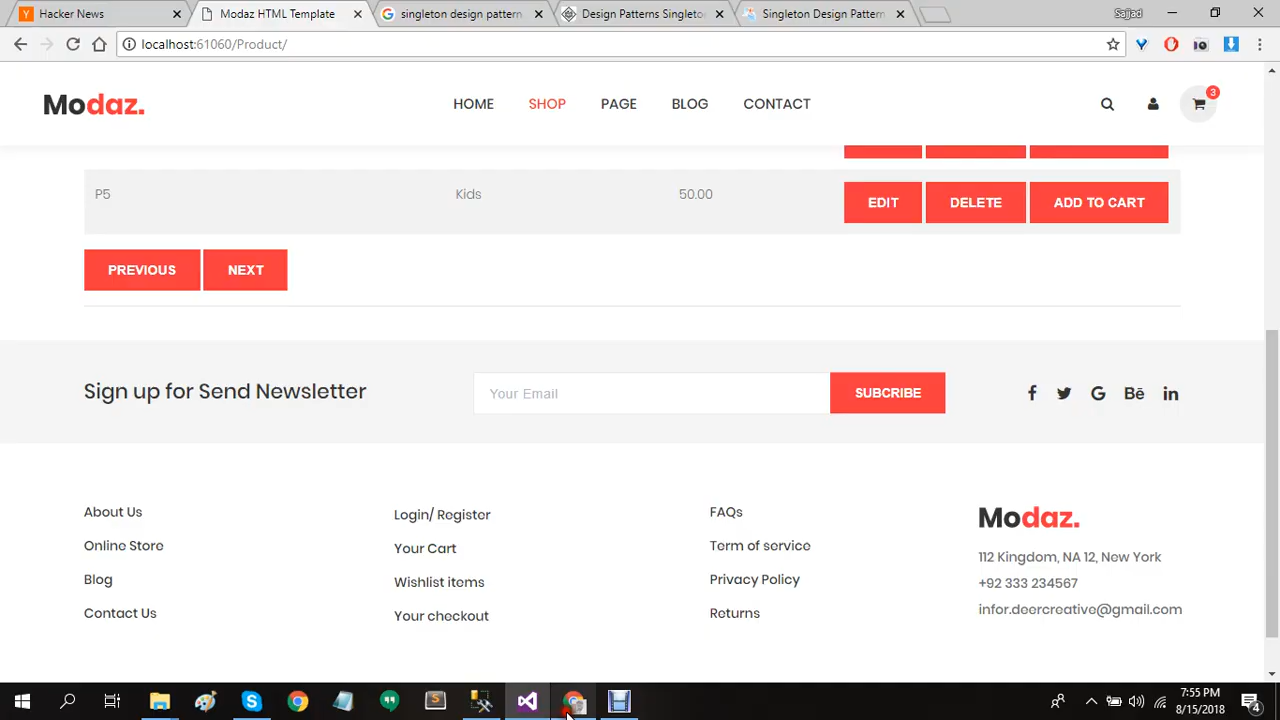 Hacker News
Modaz HTML Template
singleton design pattern
Design Patterns Singleto
Singleton Design Pattern
Sajjad
localhost:61060/Product/
Modaz.
HOME
SHOP
PAGE
BLOG
CONTACT
3
P5
Kids
50.00
EDIT
DELETE
ADD TO CART
PREVIOUS
NEXT
Sign up for Send Newsletter
Your Email
SUBCRIBE
About Us
Login/ Register
FAQs
Modaz.
Online Store
Your Cart
Term of service
112 Kingdom, NA 12, New York
Blog
Wishlist items
Privacy Policy
+92 333 234567
Contact Us
Your checkout
Returns
infor.deercreative@gmail.com
7:55 PM
8/15/2018
4